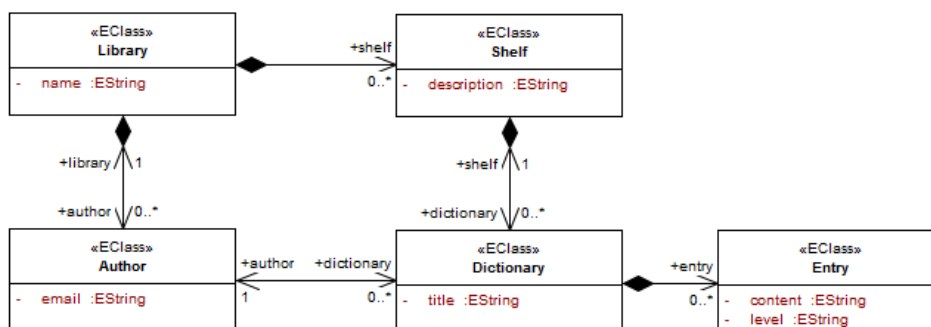 «EClass»
Library
- name :EString
+shelf
0..*
«EClass»
Shelf
- description :EString
+library
1
+author
0..*
+shelf
1
+dictionary
0..*
«EClass»
Author
- email :EString
+author
1
+dictionary
0..*
«EClass»
Dictionary
- title :EString
+entry
0..*
«EClass»
Entry
- content :EString
- level :EString